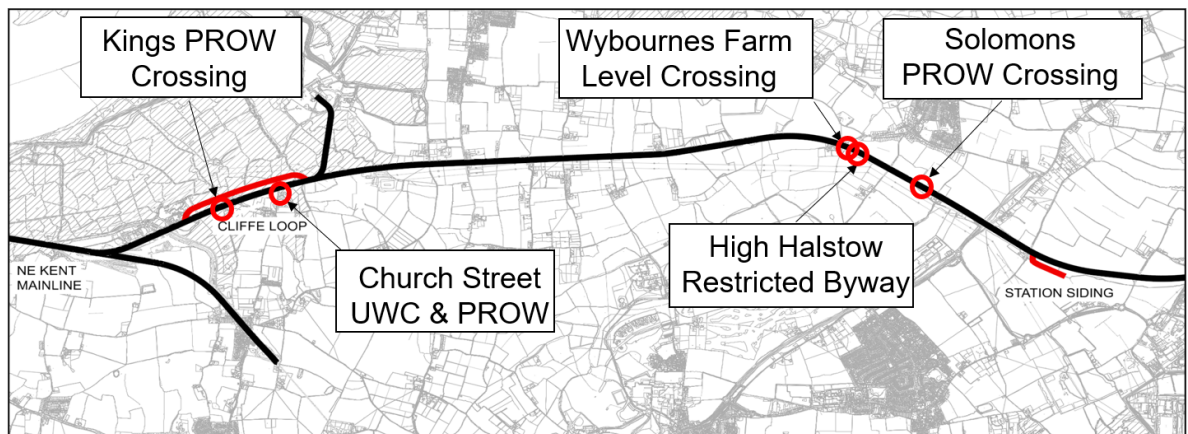 Kings PROW
Crossing
Wybournes Farm
Level Crossing
Solomons
PROW Crossing
CLIFFE LOOP
NE KENT
MAINLINE
Church Street
UWC & PROW
High Halstow
Restricted Byway
STATION SIDING